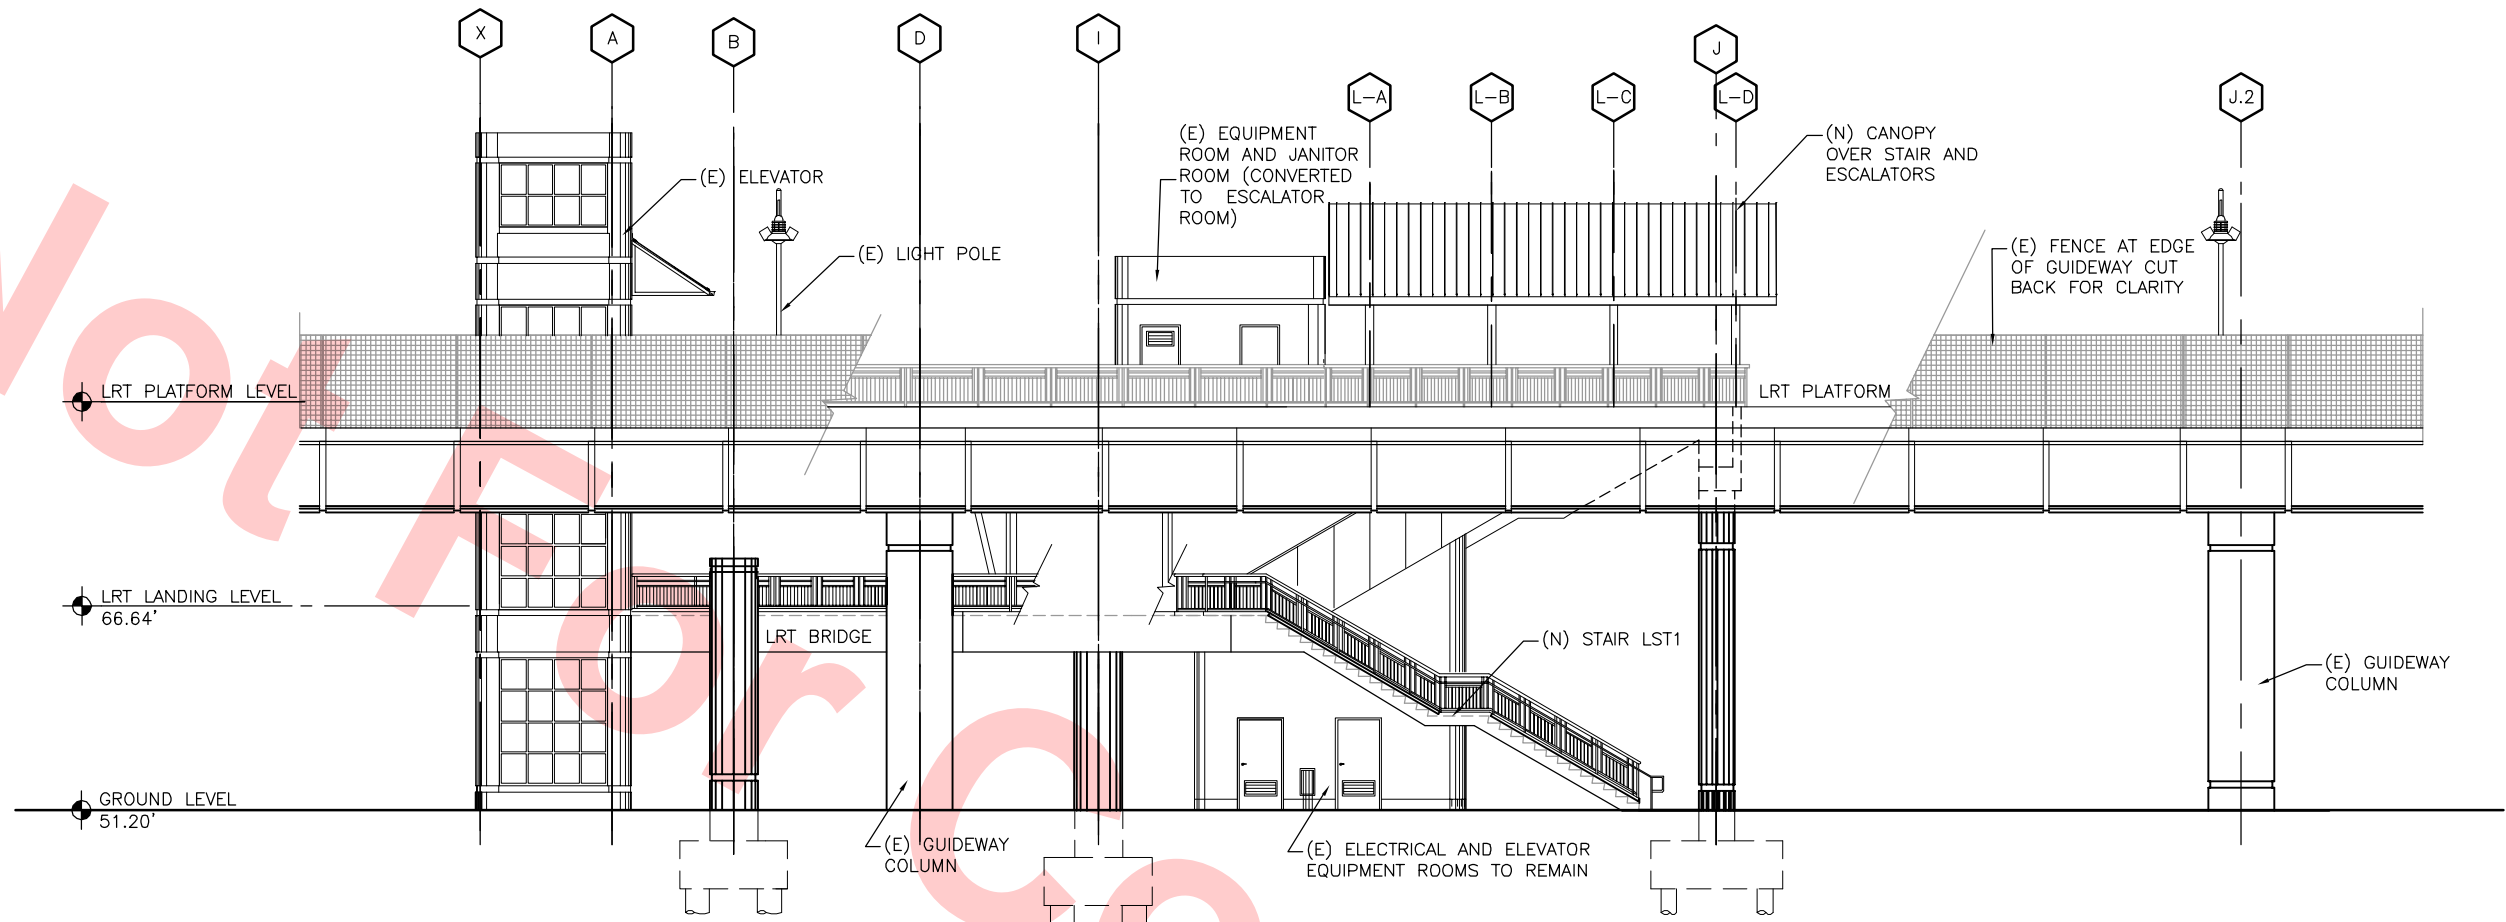 X
A
B
D
I
J
L-A
L-B
L-C
L-D
J.2
(E) EQUIPMENT
ROOM AND JANITOR
ROOM (CONVERTED
TO ESCALATOR
ROOM)
(N) CANOPY
OVER STAIR AND
ESCALATORS
(E) ELEVATOR
(E) LIGHT POLE
(E) FENCE AT EDGE
OF GUIDEWAY CUT
BACK FOR CLARITY
LRT PLATFORM LEVEL
LRT PLATFORM
LRT LANDING LEVEL
66.64'
LRT BRIDGE
(N) STAIR LST1
(E) GUIDEWAY
COLUMN
GROUND LEVEL
51.20'
(E) GUIDEWAY
COLUMN
(E) ELECTRICAL AND ELEVATOR
EQUIPMENT ROOMS TO REMAIN
Not For Co